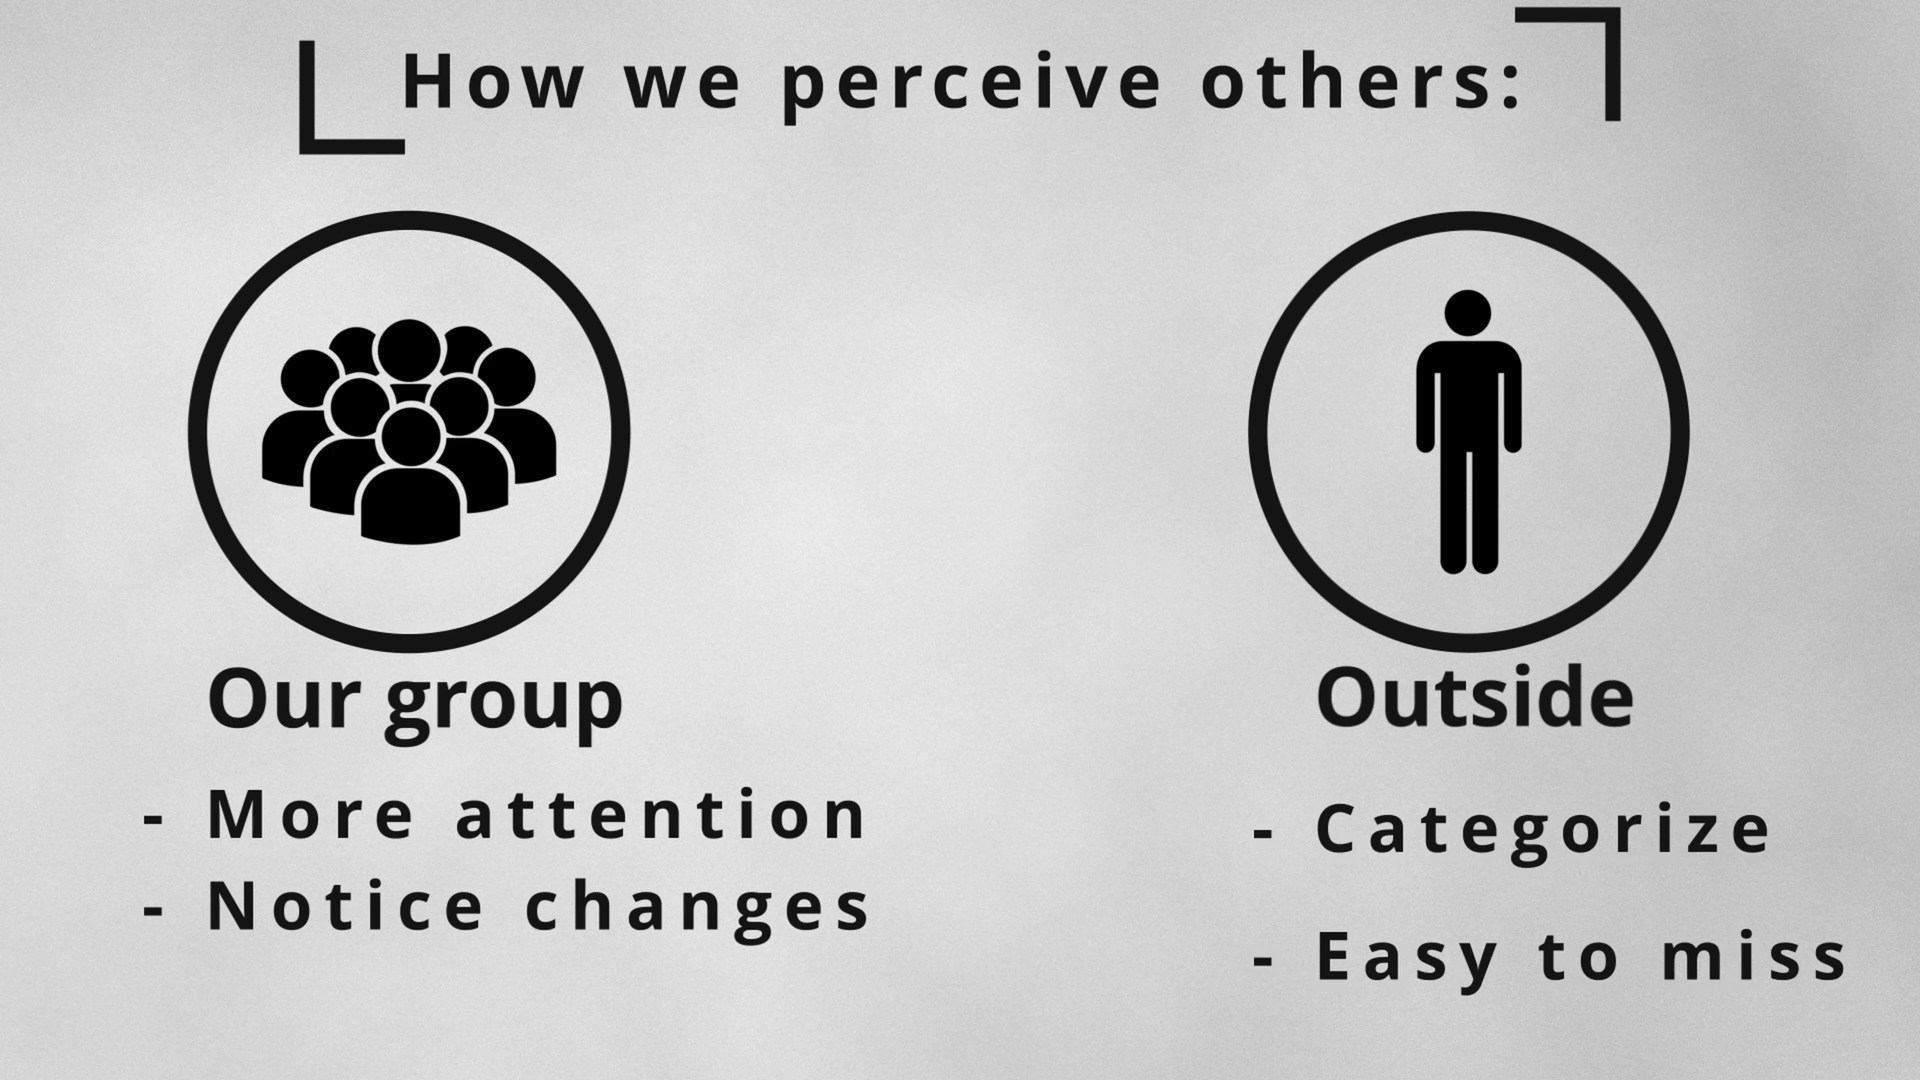 How we perceive others:
Our group
- More attention
- Notice changes
Outside
- Categorize
- Easy to miss